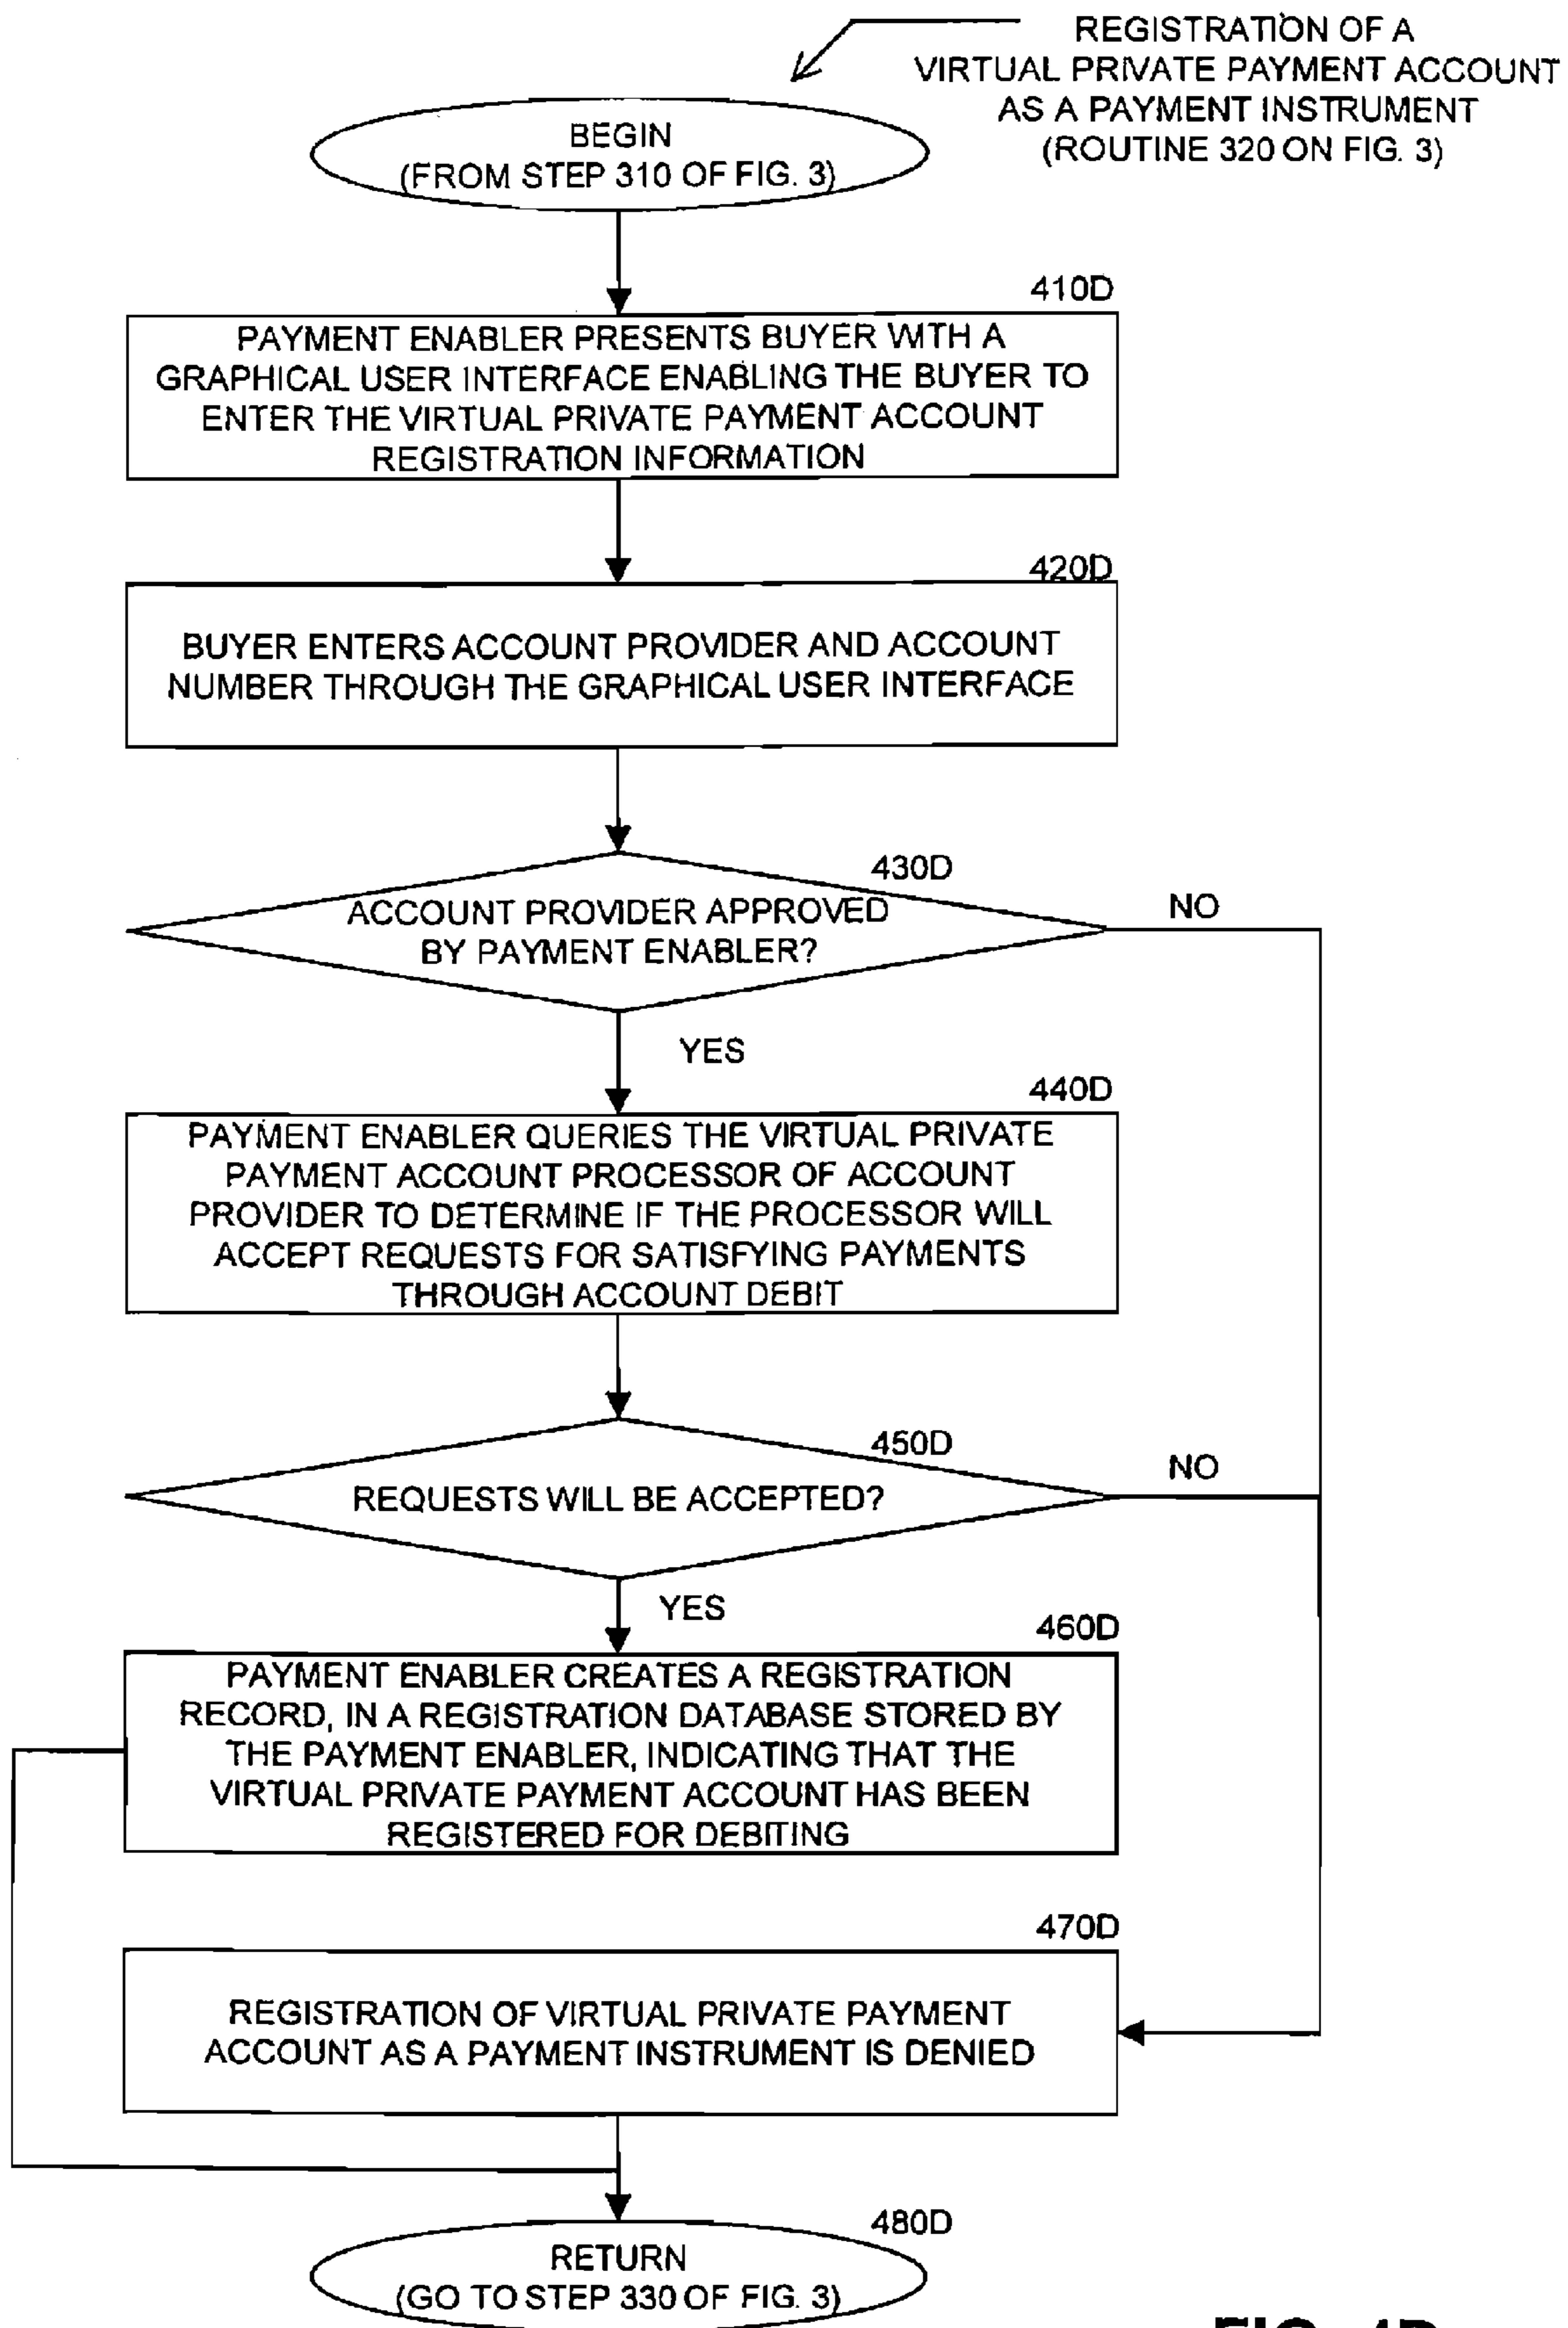 REGISTRATION OF A
VIRTUAL PRIVATE PAYMENT ACCOUNT
AS A PAYMENT INSTRUMENT
(ROUTINE 320 ON FIG. 3)
BEGIN
(FROM STEP 310 OF FIG. 3)
410D
PAYMENT ENABLER PRESENTS BUYER WITH A
GRAPHICAL USER INTERFACE ENABLING THE BUYER TO
ENTER THE VIRTUAL PRIVATE PAYMENT ACCOUNT
REGISTRATION INFORMATION
420D
BUYER ENTERS ACCOUNT PROVIDER AND ACCOUNT
NUMBER THROUGH THE GRAPHICAL USER INTERFACE
430D
ACCOUNT PROVIDER APPROVED
BY PAYMENT ENABLER?
NO
YES
440D
PAYMENT ENABLER QUERIES THE VIRTUAL PRIVATE
PAYMENT ACCOUNT PROCESSOR OF ACCOUNT
PROVIDER TO DETERMINE IF THE PROCESSOR WILL
ACCEPT REQUESTS FOR SATISFYING PAYMENTS
THROUGH ACCOUNT DEBIT
450D
REQUESTS WILL BE ACCEPTED?
NO
YES
460D
PAYMENT ENABLER CREATES A REGISTRATION
RECORD, IN A REGISTRATION DATABASE STORED BY
THE PAYMENT ENABLER, INDICATING THAT THE
VIRTUAL PRIVATE PAYMENT ACCOUNT HAS BEEN
REGISTERED FOR DEBITING
470D
REGISTRATION OF VIRTUAL PRIVATE PAYMENT
ACCOUNT AS A PAYMENT INSTRUMENT IS DENIED
480D
RETURN
(GO TO STEP 330 OF FIG. 3)